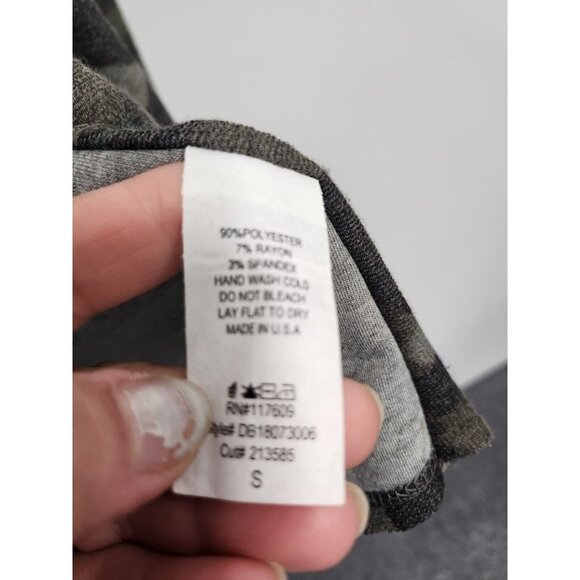 90%POLYESTER
7% RAYON
3% SPANDEX
HAND WASH COLD
DO NOT BLEACH
LAY FLAT TO DRY
MADE IN U.S.A
RN#117609
tyle# DB18073006
Cut# 213585
S